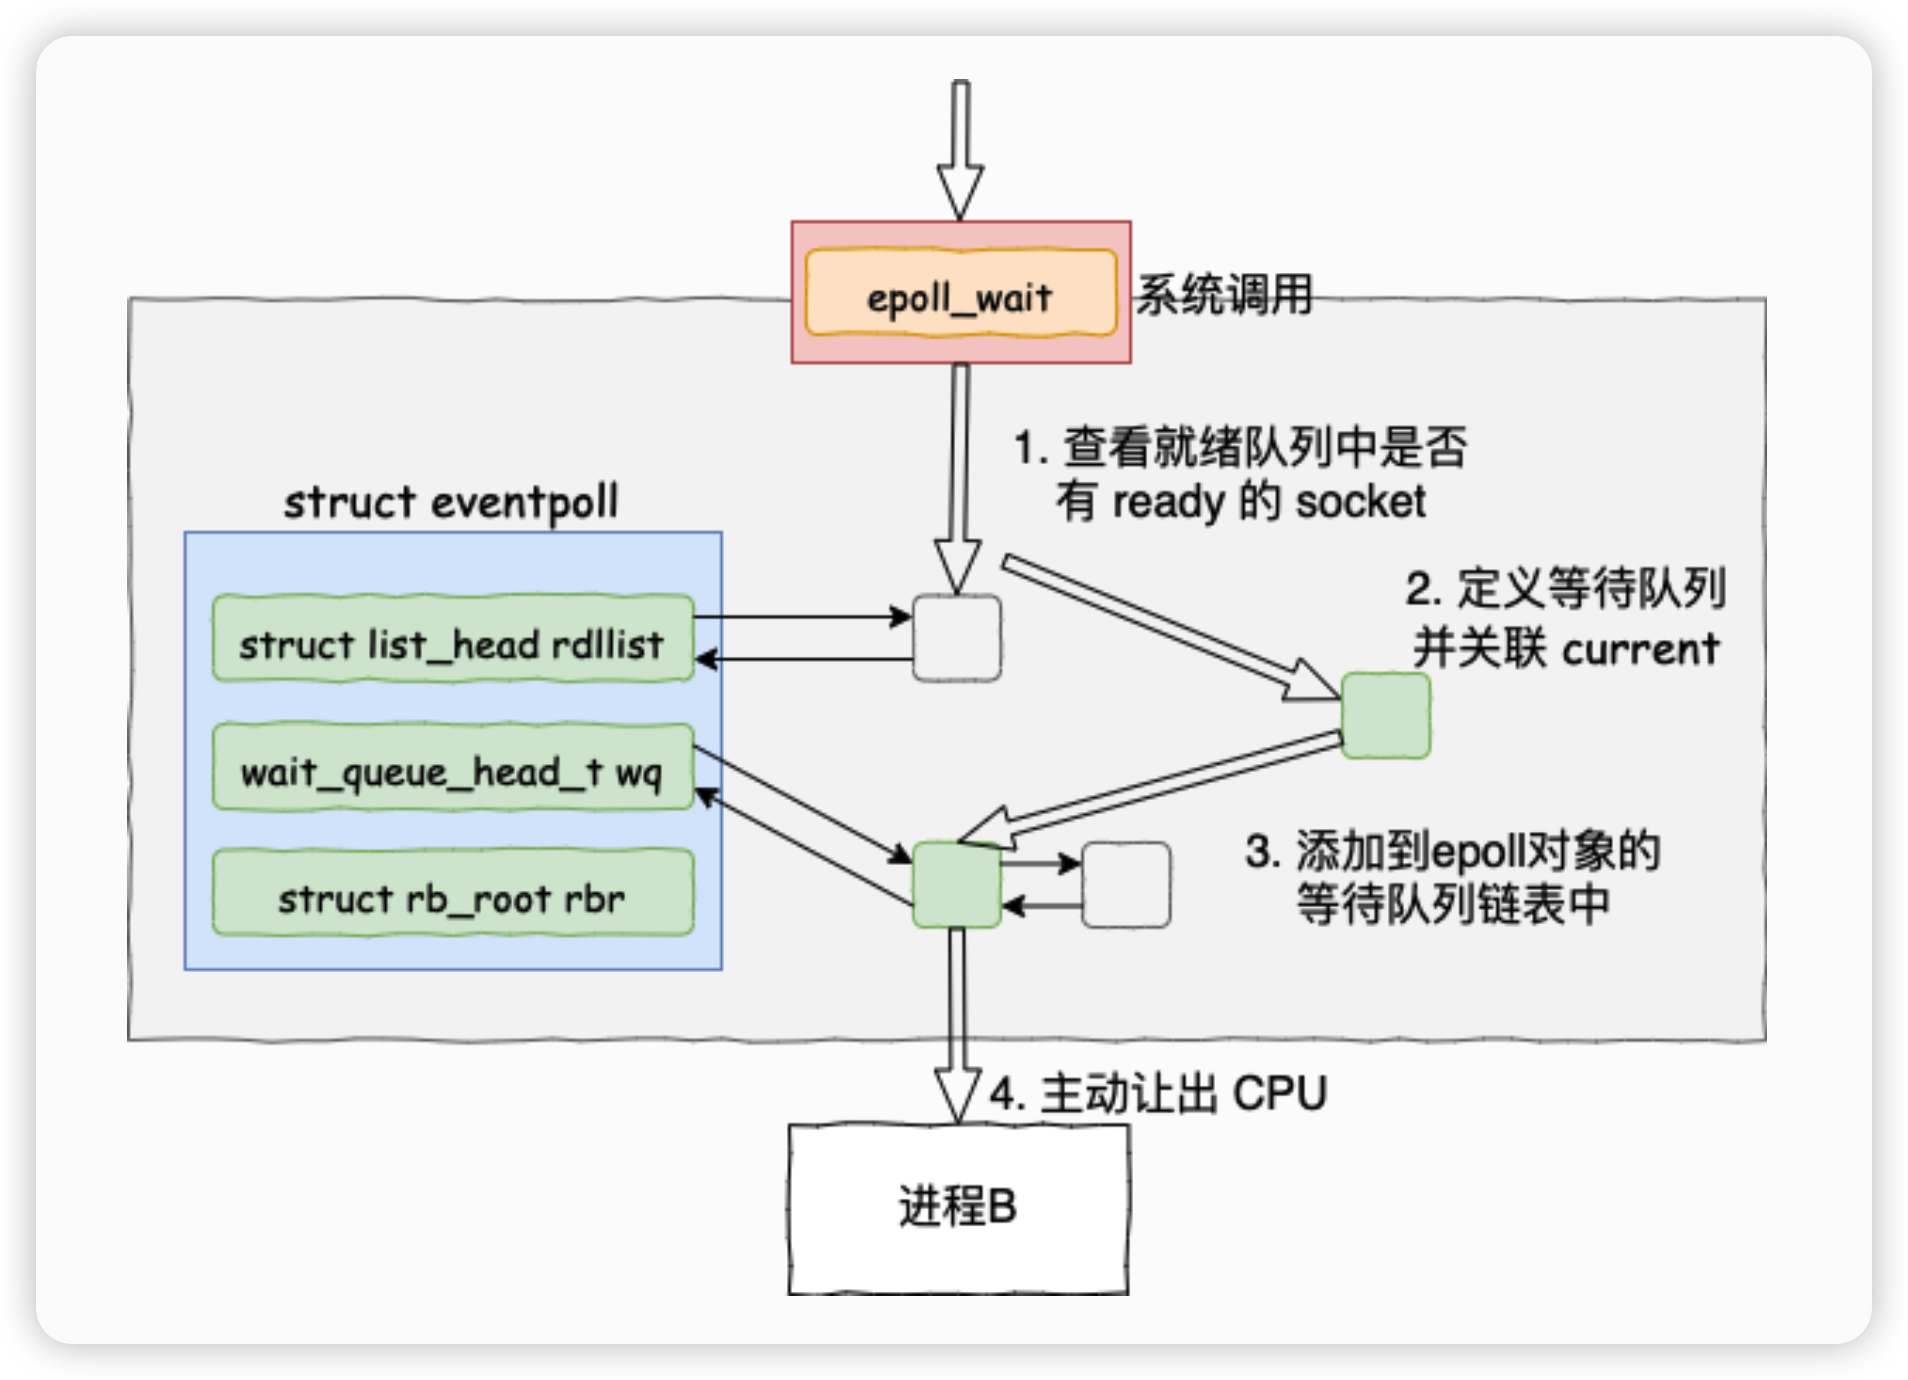 epoll_wait
系统调用
1. 查看就绪队列中是否
有 ready 的 socket
struct eventpoll
2. 定义等待队列
并关联 current
struct list_head rdllist
wait_queue_head_t wq
3. 添加到epoll对象的
等待队列链表中
struct rb_root rbr
4. 主动让出 CPU
进程B